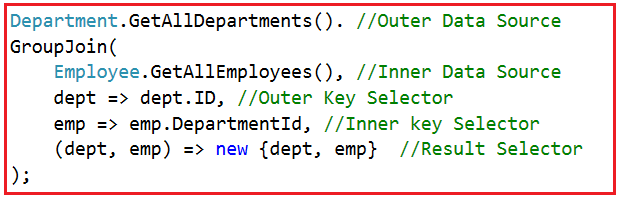 Department.GetAllDepartments(). //Outer Data Source
GroupJoin(
Employee.GetAllEmployees(), //Inner Data Source
dept => dept.ID, //Outer Key Selector
emp => emp.DepartmentId, //Inner key Selector
(dept, emp) => new {dept, emp} //Result Selector
);